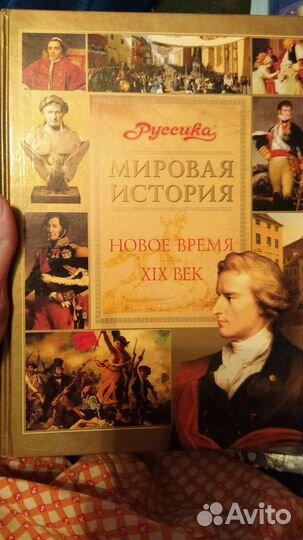 Руссика
МИРОВАЯ
ИСТОРИЯ
НОВОЕ ВРЕМЯ
XIX ВЕК
Avito